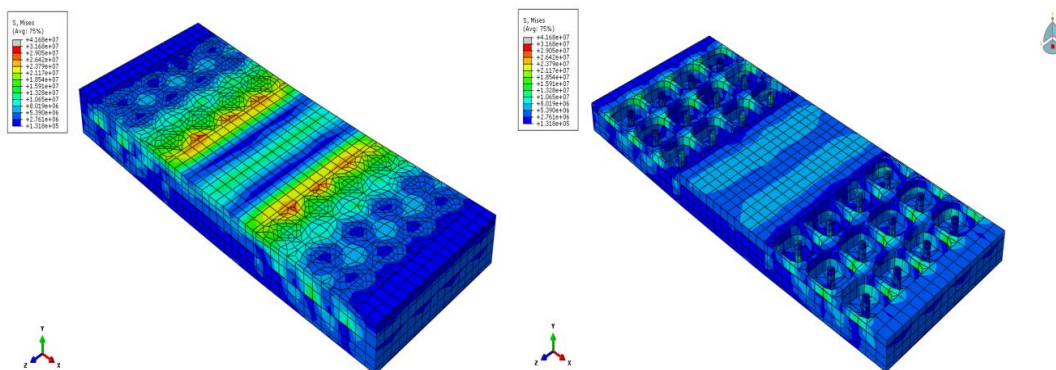 S, Mises
(Avg: 75%)
+4.168e+07
+3.168e+07
+2.905e+07
+2.642e+07
+2.379e+07
+2.117e+07
+1.854e+07
+1.591e+07
+1.328e+07
+1.065e+07
+8.019e+06
+5.390e+06
+2.761e+06
+1.318e+05
Y
Z
X
S, Mises
(Avg: 75%)
+4.168e+07
+3.168e+07
+2.905e+07
+2.642e+07
+2.379e+07
+2.117e+07
+1.854e+07
+1.591e+07
+1.328e+07
+1.065e+07
+8.019e+06
+5.390e+06
+2.761e+06
+1.318e+05
Y
Z
X